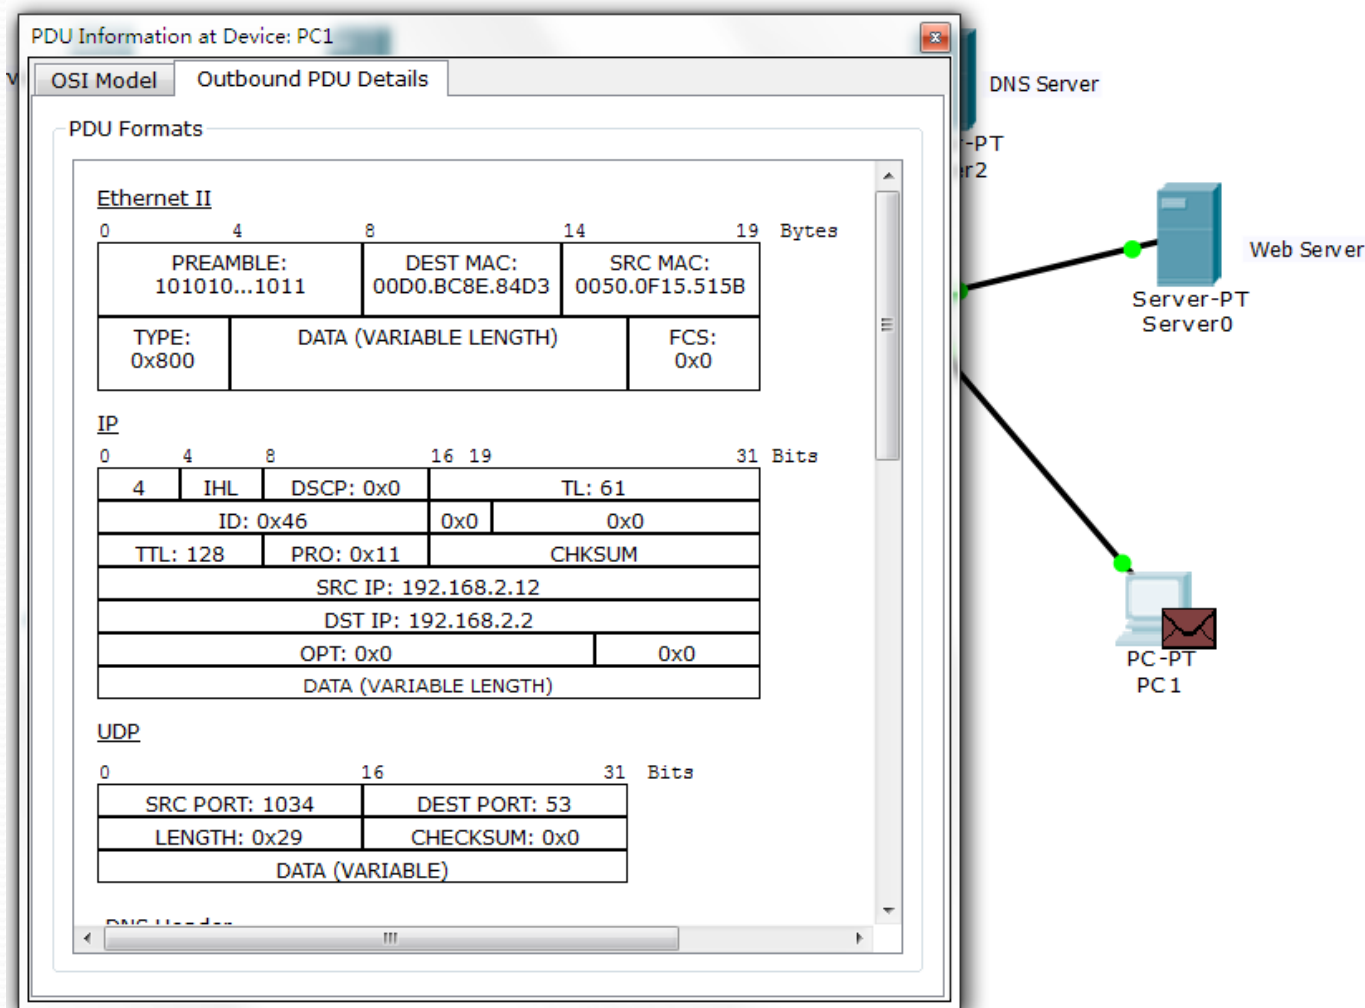 PDU Information at Device: PC1
OSI Model
Outbound PDU Details
PDU Formats
Ethernet II
0 4 8 14 19 Bytes
PREAMBLE: DEST MAC: SRC MAC:
101010...1011 00D0.BC8E.84D3 0050.0F15.515B
TYPE: DATA (VARIABLE LENGTH) FCS:
0x800 0x0
IP
0 4 8 16 19 31 Bits
4 IHL DSCP: 0x0 TL: 61
ID: 0x46 0x0 0x0
TTL: 128 PRO: 0x11 CHKSUM
SRC IP: 192.168.2.12
DST IP: 192.168.2.2
OPT: 0x0 0x0
DATA (VARIABLE LENGTH)
UDP
0 16 31 Bits
SRC PORT: 1034 DEST PORT: 53
LENGTH: 0x29 CHECKSUM: 0x0
DATA (VARIABLE)
DNS Header
DNS Server
-PT
r2
Web Server
Server-PT
Server0
PC-PT
PC1